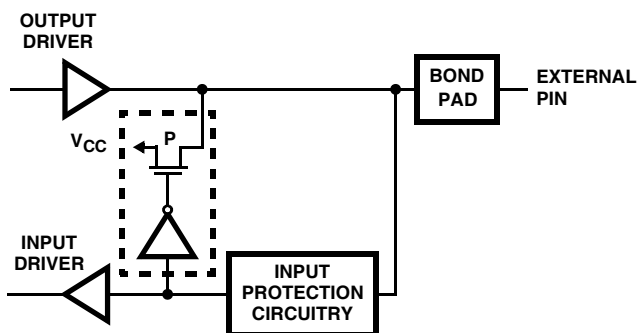 OUTPUT
DRIVER
BOND
PAD
EXTERNAL
PIN
VCC
P
INPUT
DRIVER
INPUT
PROTECTION
CIRCUITRY